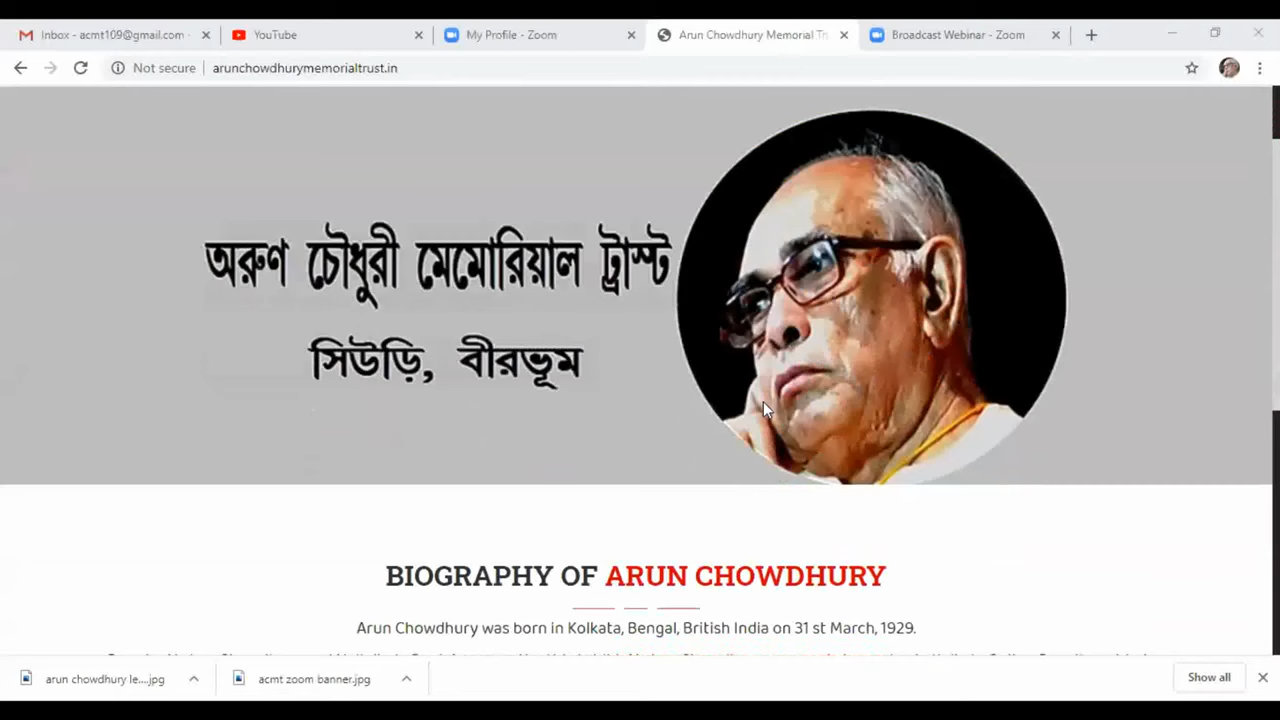 Inbox - acmt109@gmail.com -
YouTube
My Profile - Zoom
Arun Chowdhury Memorial Tr
Broadcast Webinar - Zoom
Not secure
arunchowdhurymemorialtrust.in
অরুণ চৌধুরী মেমোরিয়াল ট্রাস্ট
সিউড়ি, বীরভূম
BIOGRAPHY OF ARUN CHOWDHURY
Arun Chowdhury was born in Kolkata, Bengal, British India on 31 st March, 1929.
arun chowdhury le....jpg
acmt zoom banner.jpg
Show all